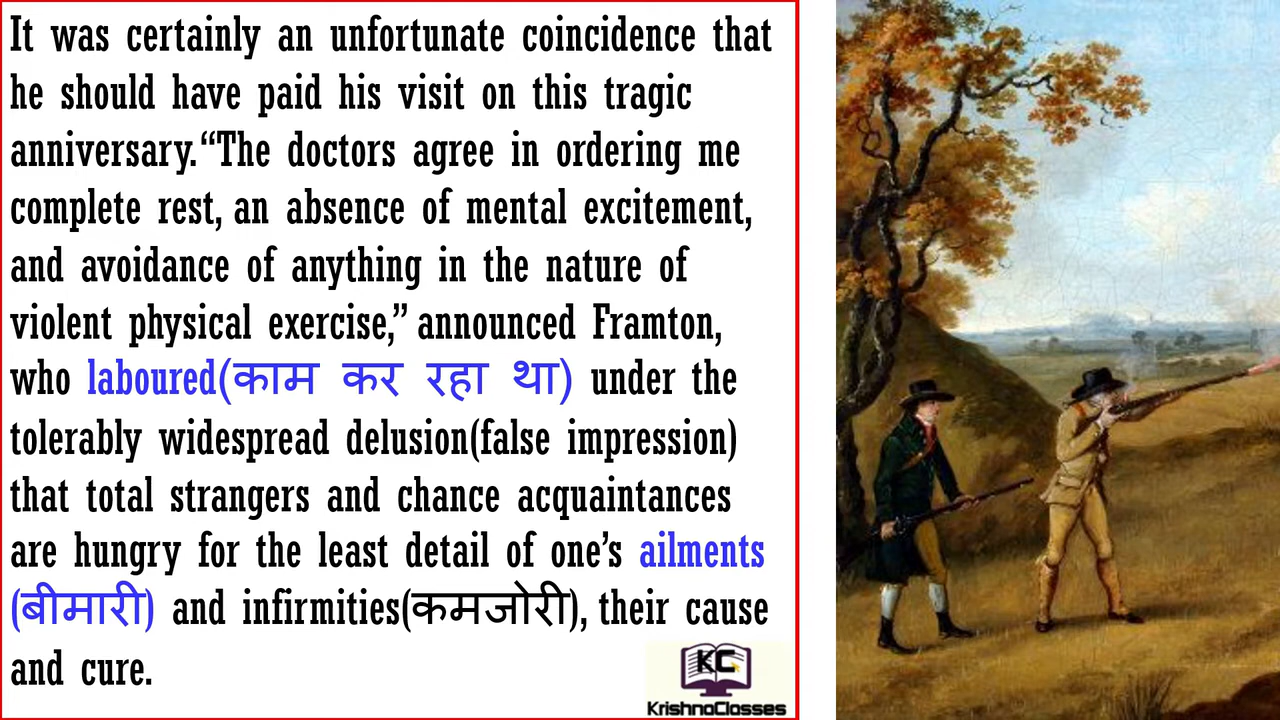 It was certainly an unfortunate coincidence that
he should have paid his visit on this tragic
anniversary.“The doctors agree in ordering me
complete rest, an absence of mental excitement,
and avoidance of anything in the nature of
violent physical exercise,” announced Framton,
who laboured(काम कर रहा था) under the
tolerably widespread delusion(false impression)
that total strangers and chance acquaintances
are hungry for the least detail of one’s ailments
(बीमारी) and infirmities(कमजोरी), their cause
and cure.
KC
KrishnaClasses